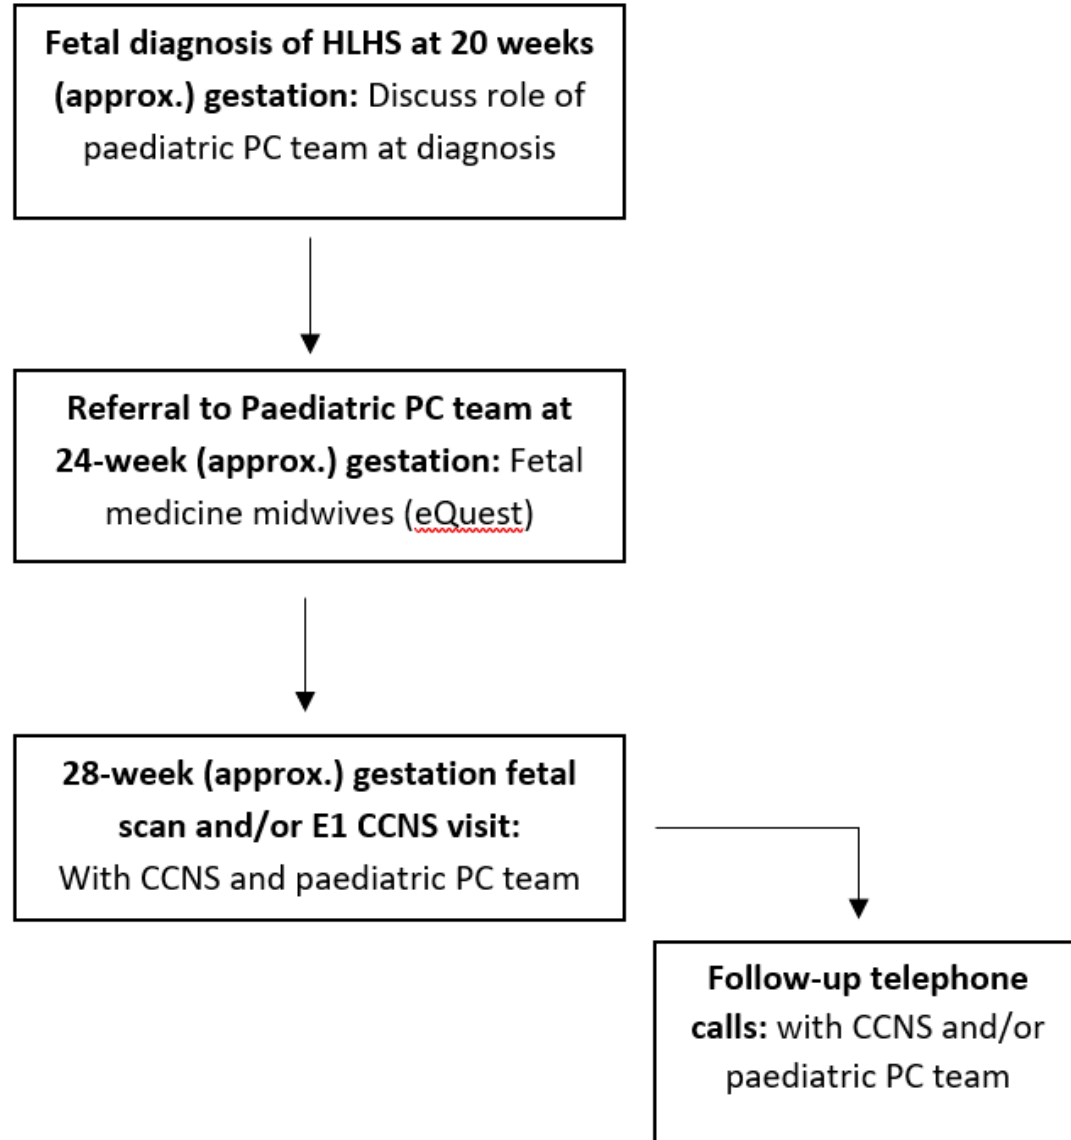 Fetal diagnosis of HLHS at 20 weeks
(approx.) gestation: Discuss role of
paediatric PC team at diagnosis
Referral to Paediatric PC team at
24-week (approx.) gestation: Fetal
medicine midwives (eQuest)
28-week (approx.) gestation fetal
scan and/or E1 CCNS visit:
With CCNS and paediatric PC team
Follow-up telephone
calls: with CCNS and/or
paediatric PC team